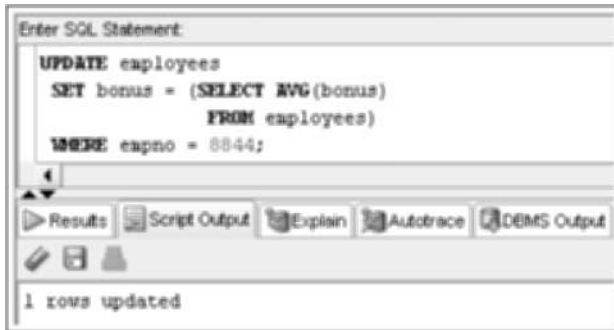 Enter SQL Statement:
UPDATE employees
SET bonus = (SELECT AVG(bonus)
FROM employees)
WHERE empno = 8844;
Results Script Output Explain Autotrace DBMS Output
1 rows updated